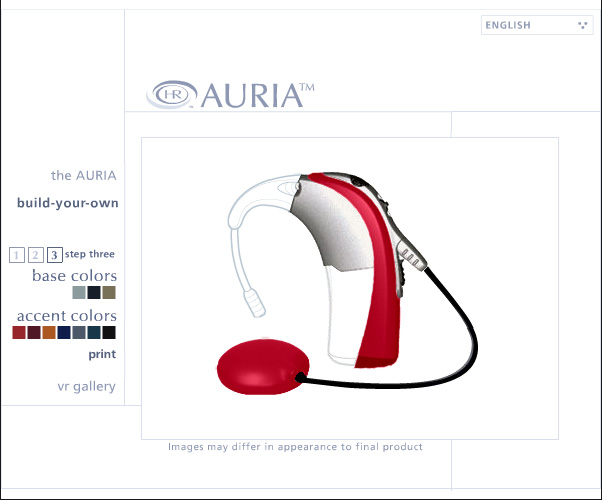 ENGLISH
HR AURIA™
the AURIA
build-your-own
1 2 3 step three
base colors
accent colors
print
vr gallery
Images may differ in appearance to final product